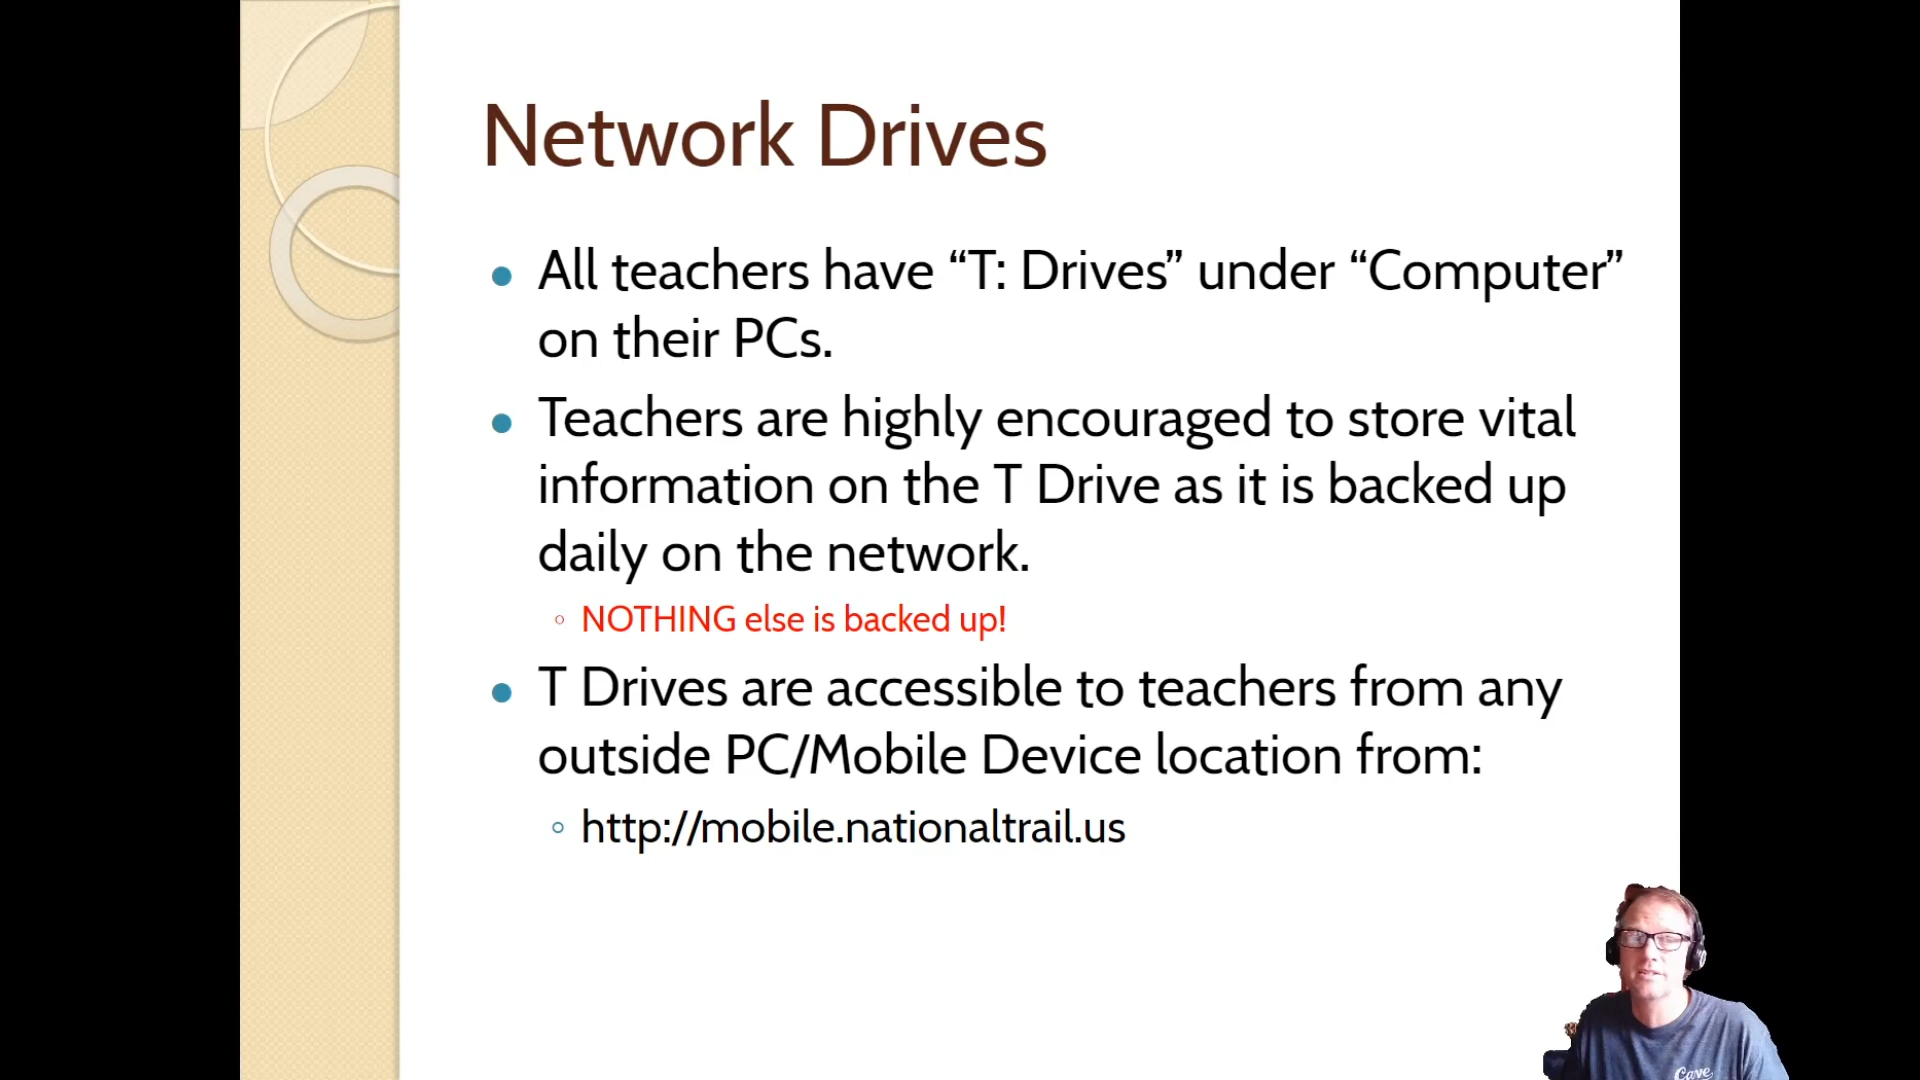 Network Drives
All teachers have “T: Drives” under “Computer”
on their PCs.
Teachers are highly encouraged to store vital
information on the T Drive as it is backed up
daily on the network.
NOTHING else is backed up!
T Drives are accessible to teachers from any
outside PC/Mobile Device location from:
http://mobile.nationaltrail.us
Cave